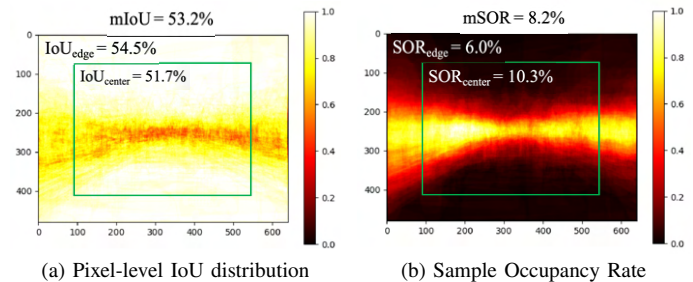 mIoU = 53.2%
IoU_edge = 54.5%
IoU_center = 51.7%
0
100
200
300
400
0 100 200 300 400 500 600
1.0
0.8
0.6
0.4
0.2
0.0
(a) Pixel-level IoU distribution
mSOR = 8.2%
SOR_edge = 6.0%
SOR_center = 10.3%
0
100
200
300
400
0 100 200 300 400 500 600
1.0
0.8
0.6
0.4
0.2
0.0
(b) Sample Occupancy Rate